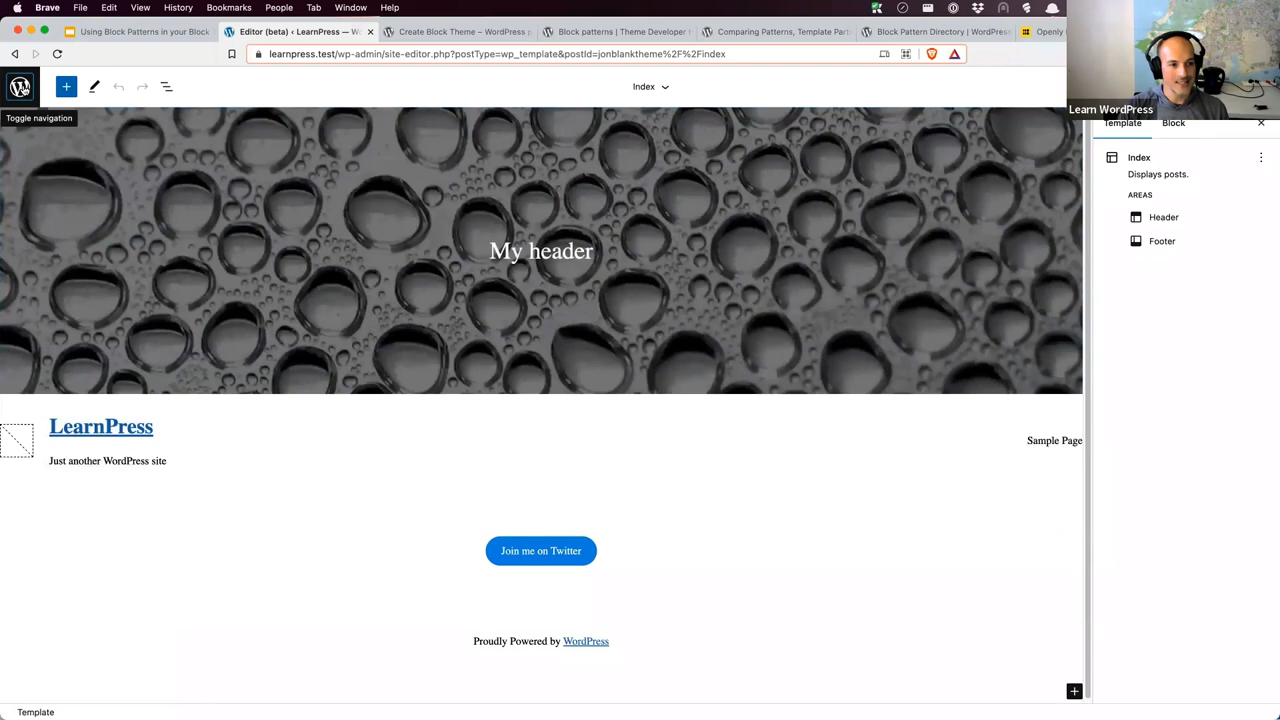 Brave File Edit View History Bookmarks People Tab Window Help
Using Block Patterns in your Block
Editor (beta) ‹ LearnPress — Wo
Create Block Theme – WordPress p
Block patterns | Theme Developer
Comparing Patterns, Template Part
Block Pattern Directory | WordPress
Openly
learnpress.test/wp-admin/site-editor.php?postType=wp_template&postId=jonblanktheme%2F%2Findex
Index
Learn WordPress
Toggle navigation
Template Block
Index
Displays posts.
AREAS
Header
Footer
My header
LearnPress
Sample Page
Just another WordPress site
Join me on Twitter
Proudly Powered by WordPress
Template